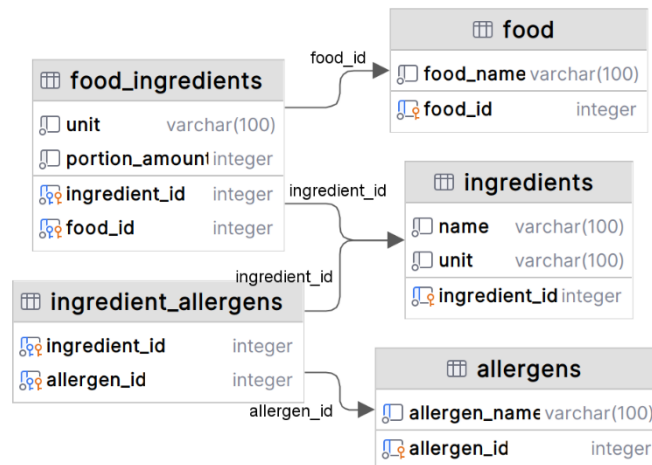 food_id
food
food_name varchar(100)
food_id integer
food_ingredients
unit varchar(100)
portion_amount integer
ingredient_id integer
food_id integer
ingredient_id
ingredients
name varchar(100)
unit varchar(100)
ingredient_id integer
ingredient_id
ingredient_allergens
ingredient_id integer
allergen_id integer
allergen_id
allergens
allergen_name varchar(100)
allergen_id integer